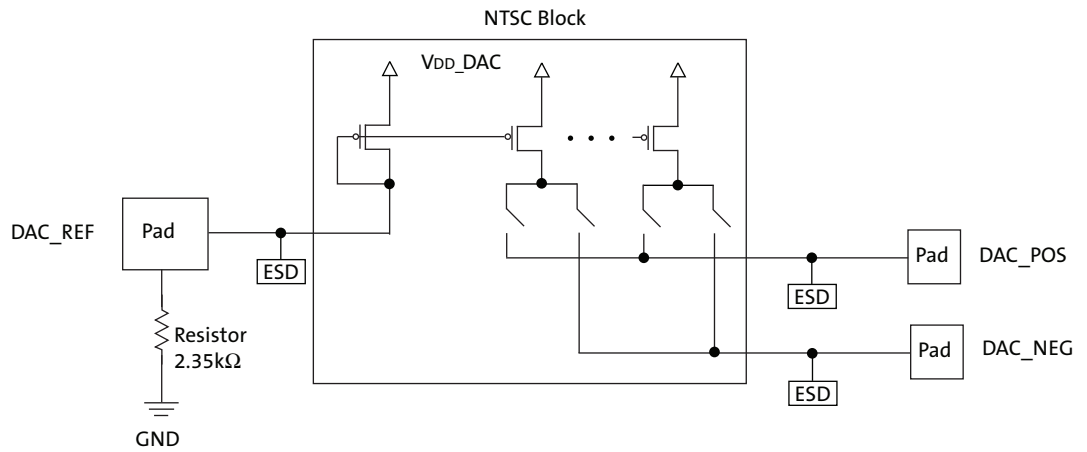 NTSC Block
VDD_DAC
DAC_REF
Pad
ESD
Resistor
2.35kΩ
GND
Pad
DAC_POS
ESD
Pad
DAC_NEG
ESD